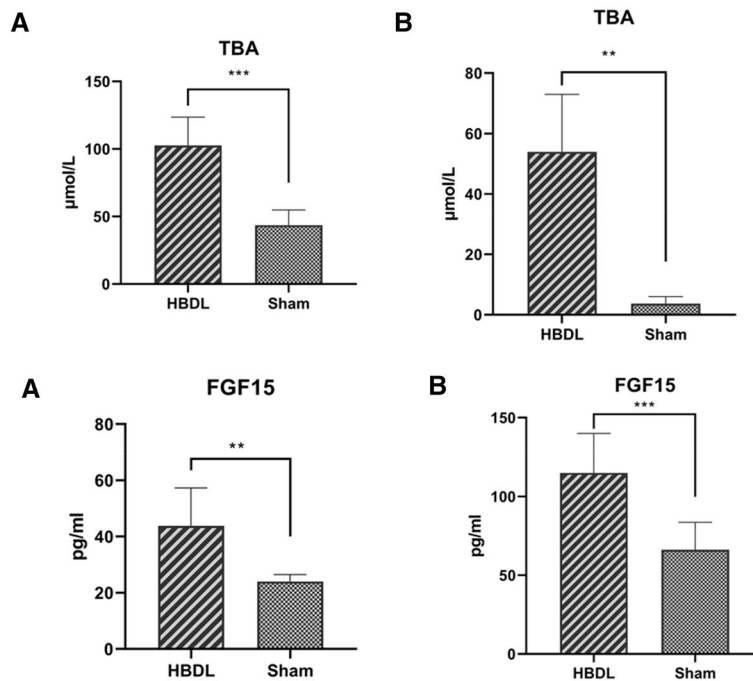 A
TBA
150
100
50
0
μmol/L
***
HBDL
Sham
B
TBA
80
60
40
20
0
μmol/L
**
HBDL
Sham
A
FGF15
80
60
40
20
0
pg/ml
**
HBDL
Sham
B
FGF15
150
100
50
0
pg/ml
***
HBDL
Sham